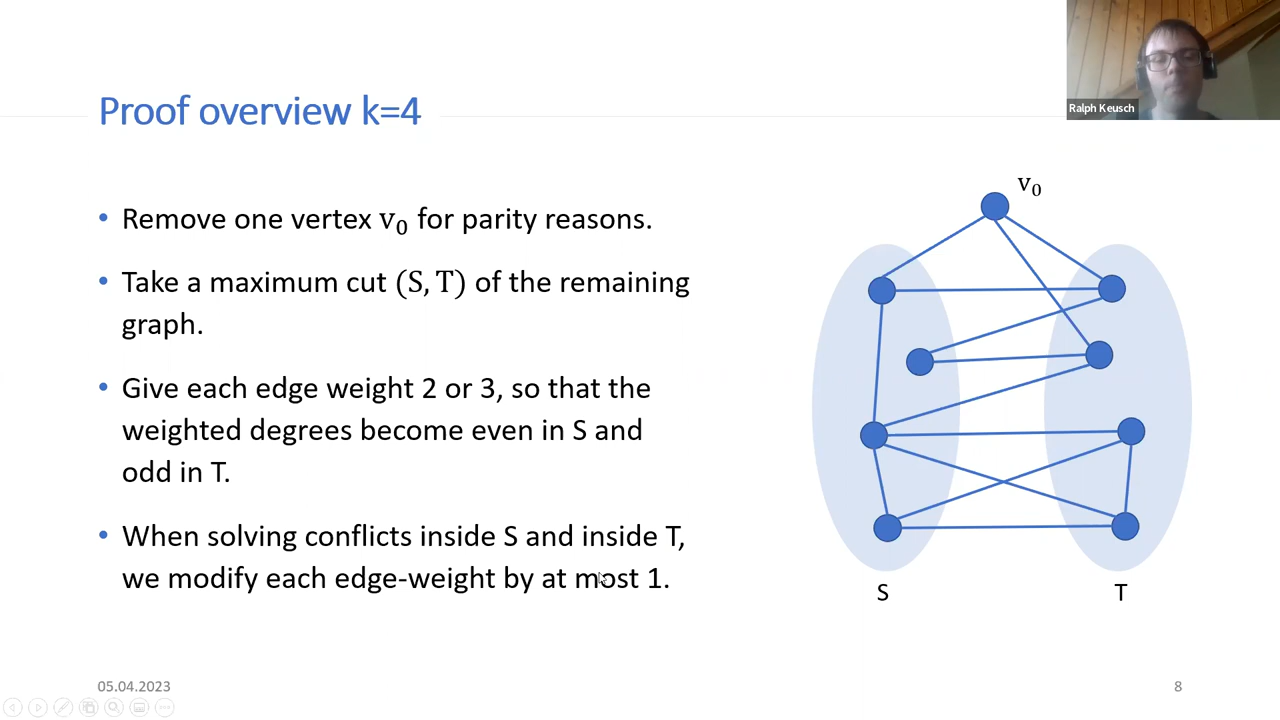 Proof overview k=4
Ralph Keusch
• Remove one vertex v₀ for parity reasons.
• Take a maximum cut (S, T) of the remaining
graph.
• Give each edge weight 2 or 3, so that the
weighted degrees become even in S and
odd in T.
• When solving conflicts inside S and inside T,
we modify each edge-weight by at most 1.
v₀
S
T
05.04.2023
8